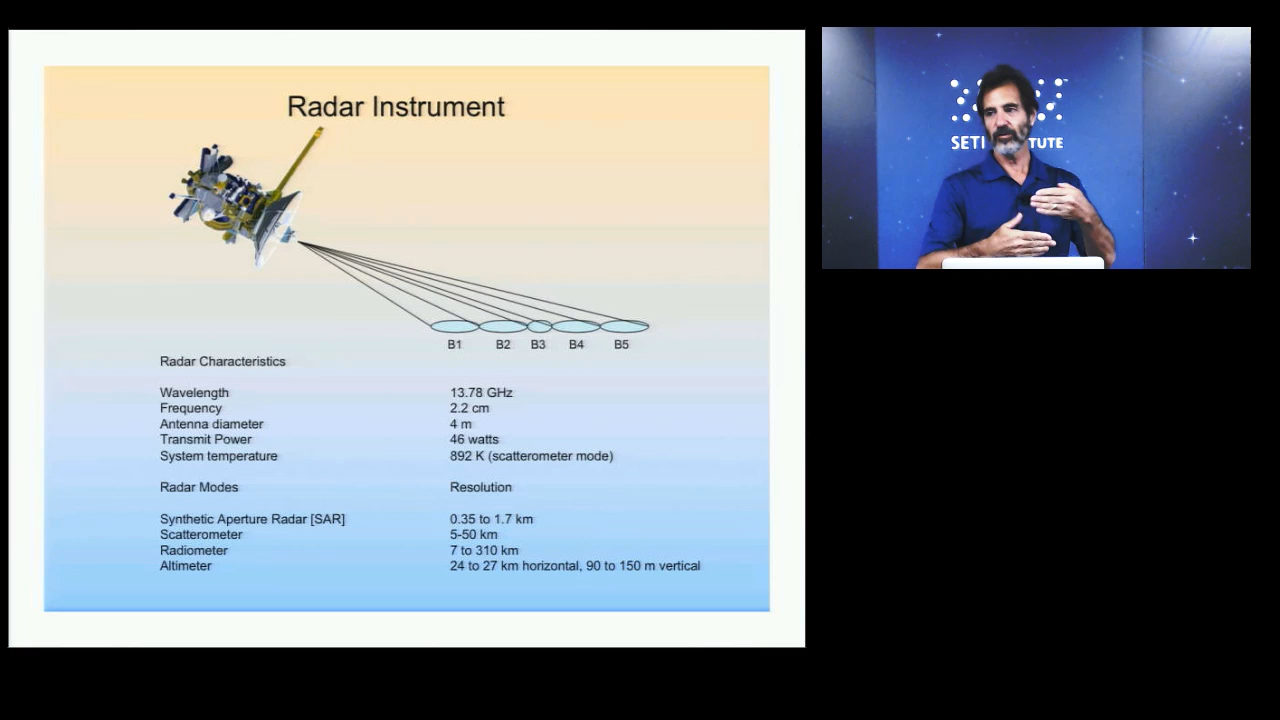 Radar Instrument
B1 B2 B3 B4 B5
Radar Characteristics
Wavelength 13.78 GHz
Frequency 2.2 cm
Antenna diameter 4 m
Transmit Power 46 watts
System temperature 892 K (scatterometer mode)
Radar Modes Resolution
Synthetic Aperture Radar [SAR] 0.35 to 1.7 km
Scatterometer 5-50 km
Radiometer 7 to 310 km
Altimeter 24 to 27 km horizontal, 90 to 150 m vertical
SETI TUTE